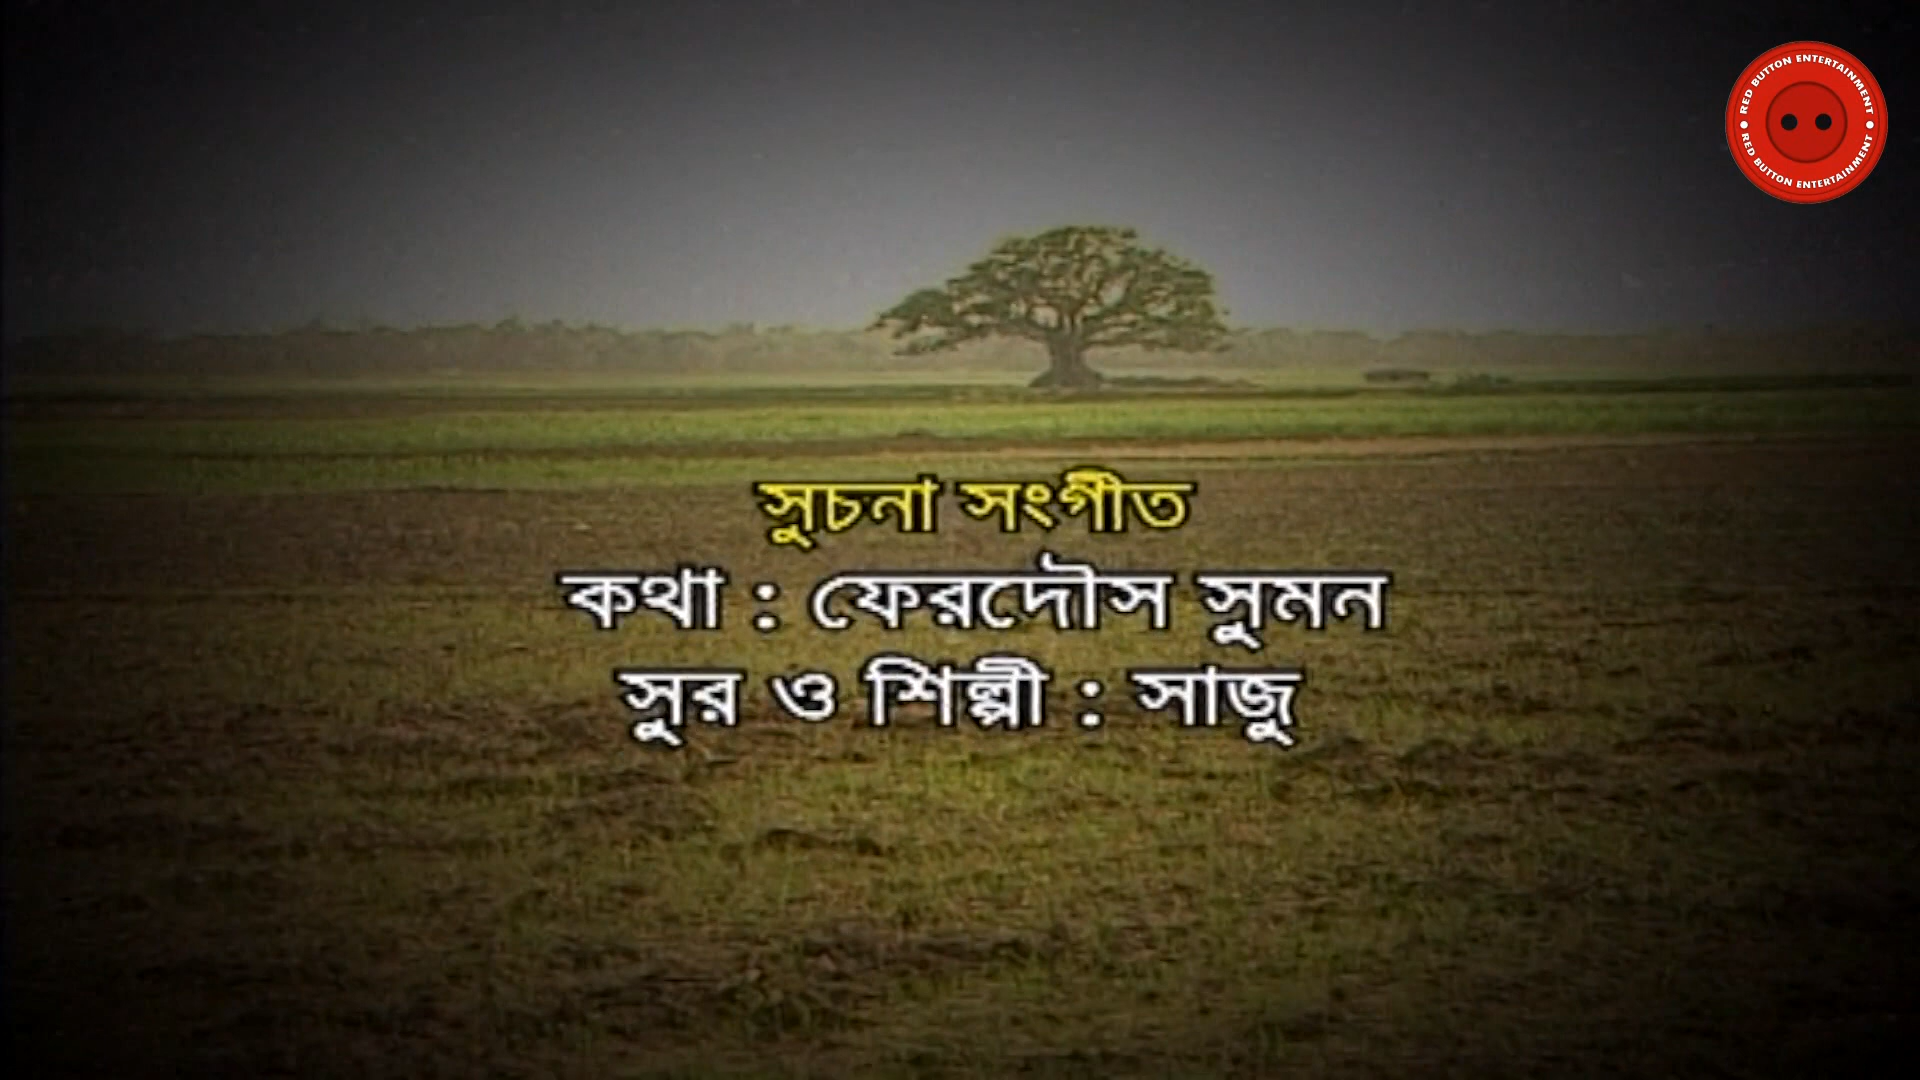 RED BUTTON ENTERTAINMENT
RED BUTTON ENTERTAINMENT
সুচনা সংগীত
কথা : ফেরদৌস সুমন
সুর ও শিল্পী : সাজু